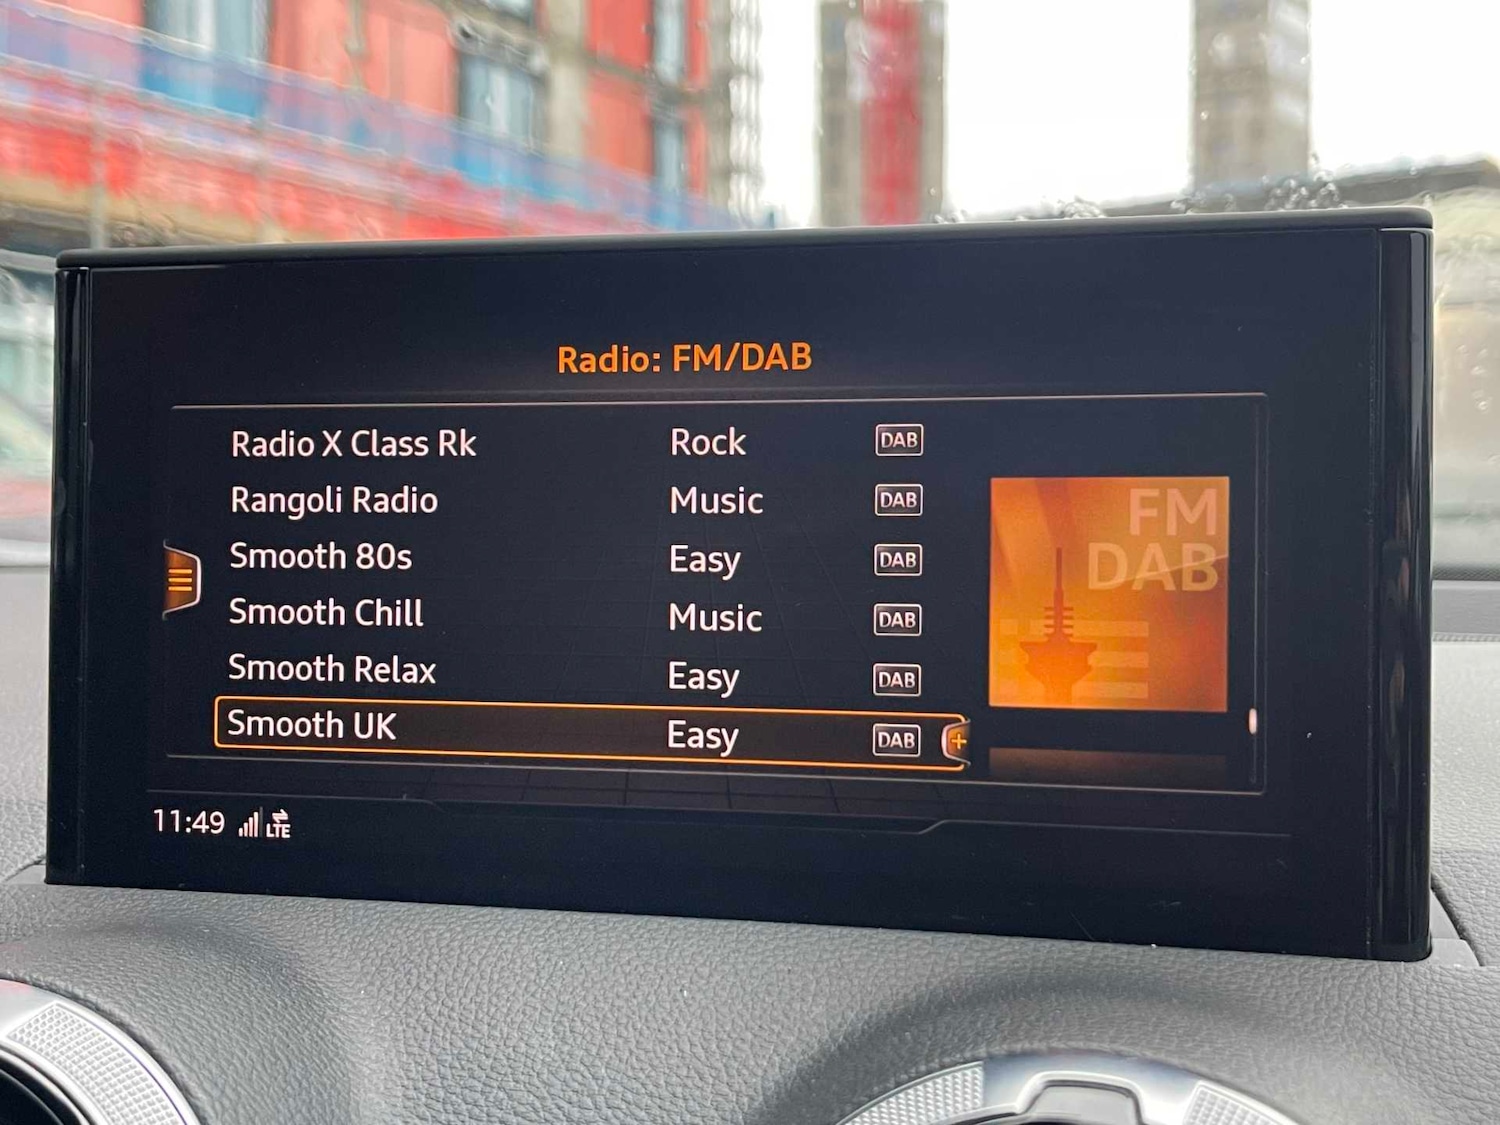 Radio: FM/DAB
Radio X Class Rk Rock DAB
Rangoli Radio Music DAB
Smooth 80s Easy DAB
Smooth Chill Music DAB
Smooth Relax Easy DAB
Smooth UK Easy DAB +
FM
DAB
11:49 LTE